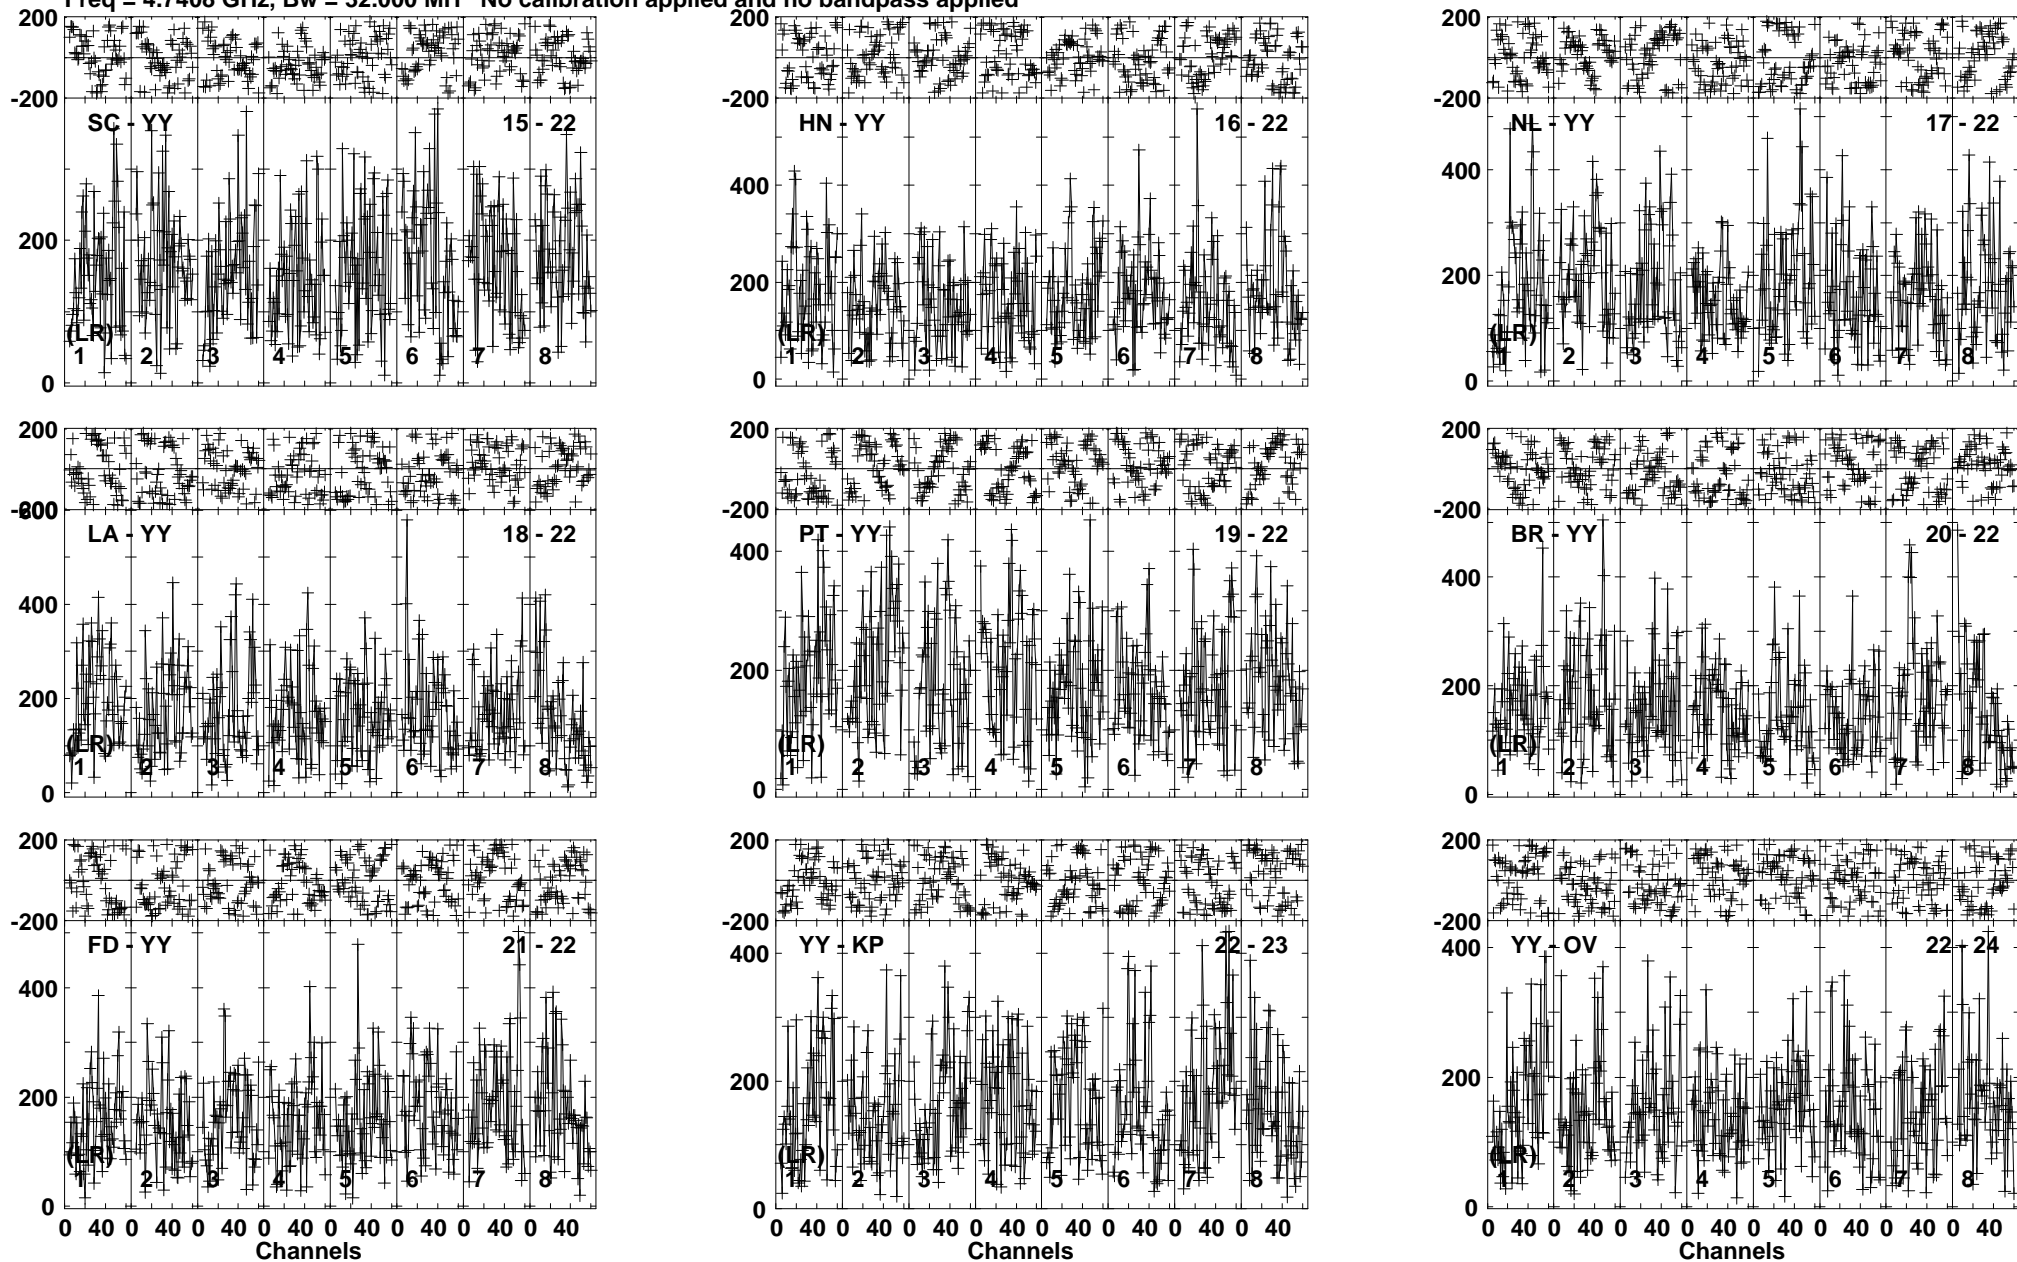 Freq = 4.7408 GHz, Bw = 32.000 MH No calibration applied and no bandpass applied
200 200 200
-200 -200 -200
SC - YY 15 - 22 HN - YY 16 - 22 NL - YY 17 - 22
400 400
200 200 200
(LR) (LR) (LR)
1 2 3 4 5 6 7 8 1 2 3 4 5 6 7 8 1 2 3 4 5 6 7 8
0 0 0
200 200 200
-200 -200 -200
600
LA - YY 18 - 22 PT - YY 19 - 22 BR - YY 20 - 22
400 400 400
200 200 200
(LR) (LR) (LR)
1 2 3 4 5 6 7 8 1 2 3 4 5 6 7 8 1 2 3 4 5 6 7 8
0 0 0
200 200 200
-200 -200 -200
FD - YY 21 - 22 YY - KP 22 - 23 YY - OV 22 - 24
400 400 400
200 200 200
(LR) (LR) (LR)
1 2 3 4 5 6 7 8 1 2 3 4 5 6 7 8 1 2 3 4 5 6 7 8
0 0 0
0 40 0 40 0 40 0 40 0 40 0 40 0 40 0 40 0 40 0 40 0 40 0 40 0 40 0 40 0 40 0 40 0 40 0 40 0 40 0 40 0 40 0 40 0 40 0 40
Channels Channels